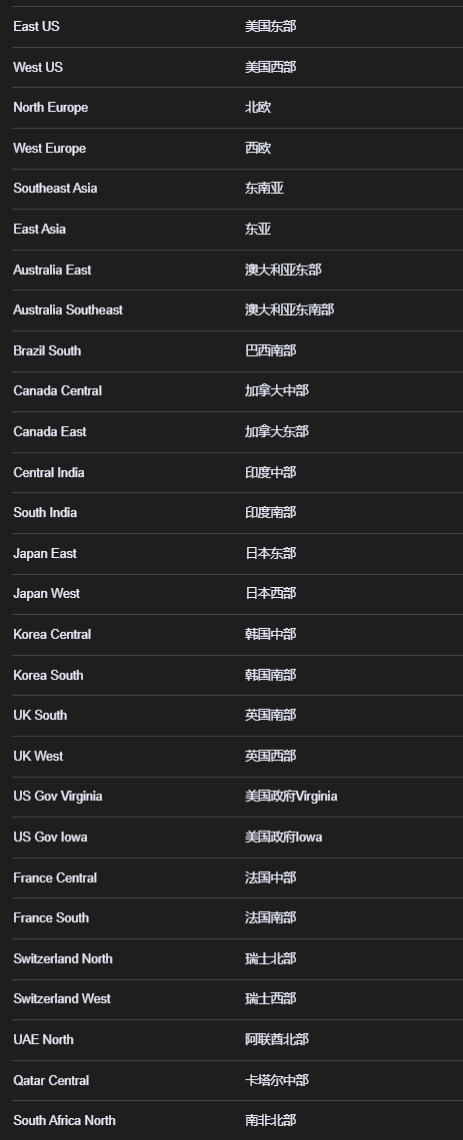 East US 美国东部
West US 美国西部
North Europe 北欧
West Europe 西欧
Southeast Asia 东南亚
East Asia 东亚
Australia East 澳大利亚东部
Australia Southeast 澳大利亚东南部
Brazil South 巴西南部
Canada Central 加拿大中部
Canada East 加拿大东部
Central India 印度中部
South India 印度南部
Japan East 日本东部
Japan West 日本西部
Korea Central 韩国中部
Korea South 韩国南部
UK South 英国南部
UK West 英国西部
US Gov Virginia 美国政府Virginia
US Gov Iowa 美国政府Iowa
France Central 法国中部
France South 法国南部
Switzerland North 瑞士北部
Switzerland West 瑞士西部
UAE North 阿联酋北部
Qatar Central 卡塔尔中部
South Africa North 南非北部